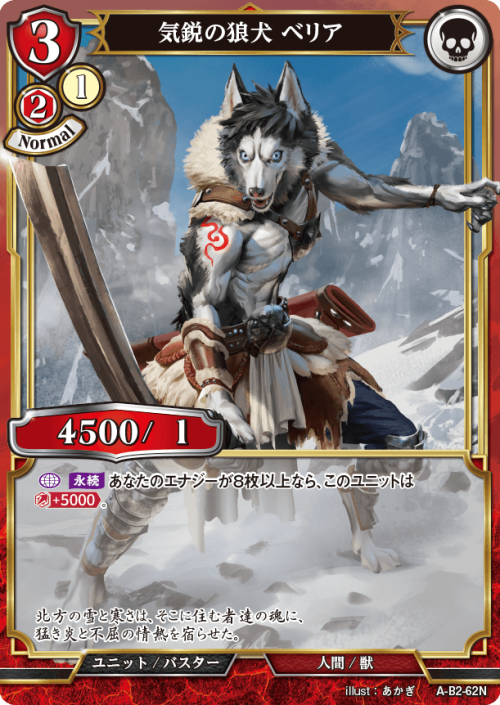 3
気鋭の狼犬 ベリア
2
1
Normal
4500/ 1
永続 あなたのエナジーが8枚以上なら、このユニットは
+5000。
北方の雪と寒さは、そこに住む者達の魂に、
猛き炎と不屈の情熱を宿らせた。
ユニット / バスター
人間 / 獣
illust : あかぎ
A-B2-62N